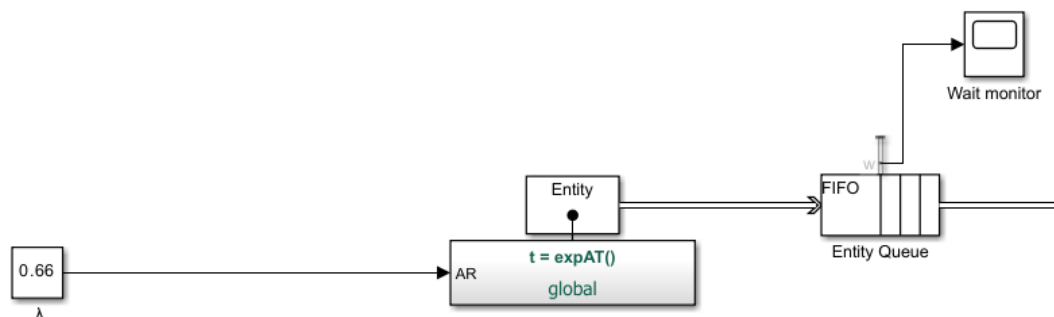 Wait monitor
W
Entity
FIFO
Entity Queue
t = expAT()
AR
global
0.66
λ